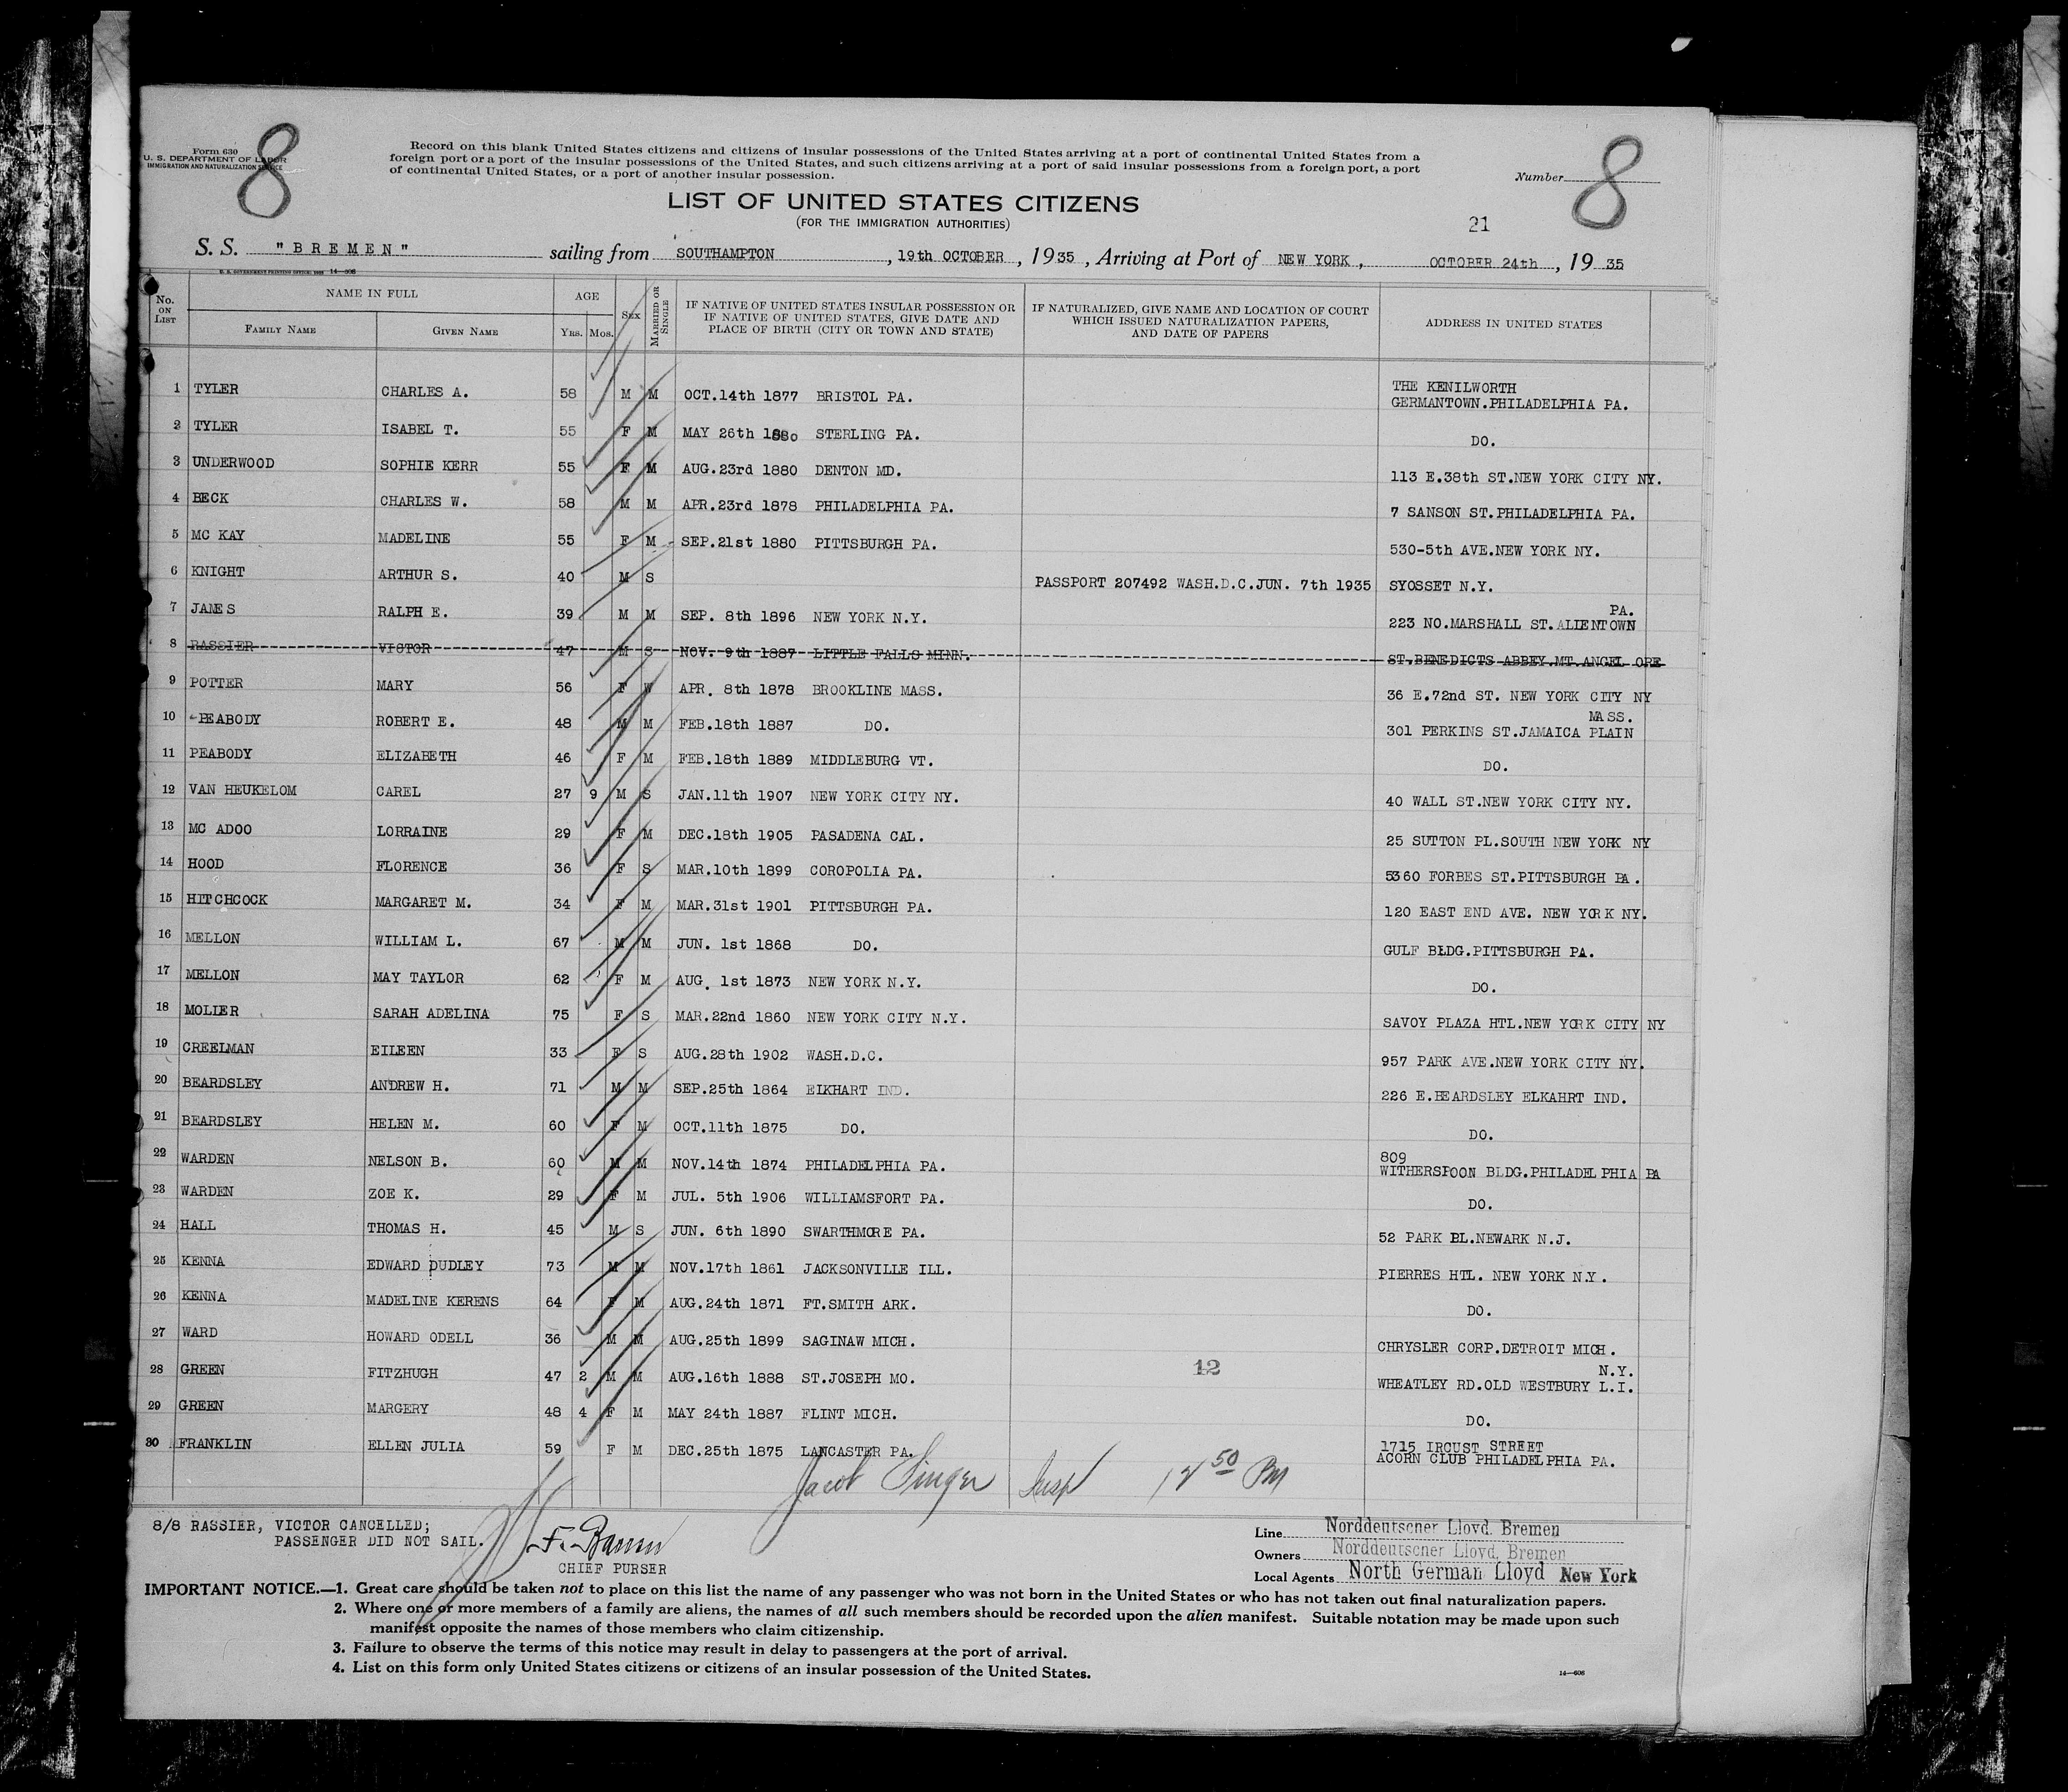 8
Form 630
U. S. DEPARTMENT OF LABOR
IMMIGRATION AND NATURALIZATION SERVICE
Record on this blank United States citizens and citizens of insular possessions of the United States arriving at a port of continental United States from a
foreign port or a port of the insular possessions of the United States, and such citizens arriving at a port of said insular possessions from a foreign port, a port
of continental United States, or a port of another insular possession.
Number
8
LIST OF UNITED STATES CITIZENS
(FOR THE IMMIGRATION AUTHORITIES)
21
S. S. "BREMEN" sailing from SOUTHAMPTON, 19th OCTOBER, 1935, Arriving at Port of NEW YORK, OCTOBER 24th, 1935
No. ON LIST NAME IN FULL FAMILY NAME GIVEN NAME AGE Yrs. Mos. Sex MARRIED OR SINGLE IF NATIVE OF UNITED STATES INSULAR POSSESSION OR IF NATIVE OF UNITED STATES, GIVE DATE AND PLACE OF BIRTH (CITY OR TOWN AND STATE) IF NATURALIZED, GIVE NAME AND LOCATION OF COURT WHICH ISSUED NATURALIZATION PAPERS, AND DATE OF PAPERS ADDRESS IN UNITED STATES
1 TYLER CHARLES A. 58 M M OCT.14th 1877 BRISTOL PA. THE KENILWORTH
GERMANTOWN.PHILADELPHIA PA.
2 TYLER ISABEL T. 55 F M MAY 26th 1880 STERLING PA. DO.
3 UNDERWOOD SOPHIE KERR 55 F M AUG.23rd 1880 DENTON MD. 113 E.38th ST.NEW YORK CITY NY.
4 BECK CHARLES W. 58 M M APR.23rd 1878 PHILADELPHIA PA. 7 SANSON ST.PHILADELPHIA PA.
5 MC KAY MADELINE 55 F M SEP.21st 1880 PITTSBURGH PA. 530-5th AVE.NEW YORK NY.
6 KNIGHT ARTHUR S. 40 M S PASSPORT 207492 WASH.D.C.JUN. 7th 1935 SYOSSET N.Y.
7 JANES RALPH E. 39 M M SEP. 8th 1896 NEW YORK N.Y. PA.
223 NO.MARSHALL ST.ALLENTOWN
8 RASSIER VICTOR 47 M S NOV. 9th 1887 LITTLE FALLS MINN. ST.BENEDICTS ABBEY.MT.ANGEL ORE
9 POTTER MARY 56 F W APR. 8th 1878 BROOKLINE MASS. 36 E.72nd ST. NEW YORK CITY NY
10 PEABODY ROBERT E. 48 M M FEB.18th 1887 DO. MASS.
301 PERKINS ST.JAMAICA PLAIN
11 PEABODY ELIZABETH 46 F M FEB.18th 1889 MIDDLEBURG VT. DO.
12 VAN HEUKELOM CAREL 27 9 M S JAN.11th 1907 NEW YORK CITY NY. 40 WALL ST.NEW YORK CITY NY.
13 MC ADOO LORRAINE 29 F M DEC.18th 1905 PASADENA CAL. 25 SUTTON PL.SOUTH NEW YORK NY
14 HOOD FLORENCE 36 F S MAR.10th 1899 COROPOLIA PA. 5360 FORBES ST.PITTSBURGH PA.
15 HITCHCOCK MARGARET M. 34 F M MAR.31st 1901 PITTSBURGH PA. 120 EAST END AVE. NEW YORK NY.
16 MELLON WILLIAM L. 67 M M JUN. 1st 1868 DO. GULF BLDG.PITTSBURGH PA.
17 MELLON MAY TAYLOR 62 F M AUG. 1st 1873 NEW YORK N.Y. DO.
18 MOLIER SARAH ADELINA 75 F S MAR.22nd 1860 NEW YORK CITY N.Y. SAVOY PLAZA HTL.NEW YORK CITY NY
19 CREELMAN EILEEN 33 F S AUG.28th 1902 WASH.D.C. 957 PARK AVE.NEW YORK CITY NY.
20 BEARDSLEY ANDREW H. 71 M M SEP.25th 1864 ELKHART IND. 226 E.BEARDSLEY ELKAHRT IND.
21 BEARDSLEY HELEN M. 60 F M OCT.11th 1875 DO. DO.
22 WARDEN NELSON B. 60 M M NOV.14th 1874 PHILADELPHIA PA. 809
WITHERSPOON BLDG.PHILADELPHIA PA
23 WARDEN ZOE K. 29 F M JUL. 5th 1906 WILLIAMSFORT PA. DO.
24 HALL THOMAS H. 45 M S JUN. 6th 1890 SWARTHMORE PA. 52 PARK PL.NEWARK N.J.
25 KENNA EDWARD DUDLEY 73 M M NOV.17th 1861 JACKSONVILLE ILL. PIERRES HTL. NEW YORK N.Y.
26 KENNA MADELINE KERENS 64 F M AUG.24th 1871 FT.SMITH ARK. DO.
27 WARD HOWARD ODELL 36 M M AUG.25th 1899 SAGINAW MICH. CHRYSLER CORP.DETROIT MICH.
28 GREEN FITZHUGH 47 2 M M AUG.16th 1888 ST.JOSEPH MO. 12 N.Y.
WHEATLEY RD.OLD WESTBURY L.I.
29 GREEN MARGERY 48 4 F M MAY 24th 1887 FLINT MICH. DO.
30 FRANKLIN ELLEN JULIA 59 F M DEC.25th 1875 LANCASTER PA. 1715 IRCUST STREET
ACORN CLUB PHILADELPHIA PA.
Jacob Singer Insp 12 50 PM
8/8 RASSIER, VICTOR CANCELLED;
PASSENGER DID NOT SAIL.
CHIEF PURSER
Line Norddeutscher Lloyd, Bremen
Owners Norddeutscher Lloyd, Bremen
Local Agents North German Lloyd New York
IMPORTANT NOTICE.—1. Great care should be taken not to place on this list the name of any passenger who was not born in the United States or who has not taken out final naturalization papers.
2. Where one or more members of a family are aliens, the names of all such members should be recorded upon the alien manifest. Suitable notation may be made upon such
manifest opposite the names of those members who claim citizenship.
3. Failure to observe the terms of this notice may result in delay to passengers at the port of arrival.
4. List on this form only United States citizens or citizens of an insular possession of the United States.
14—606